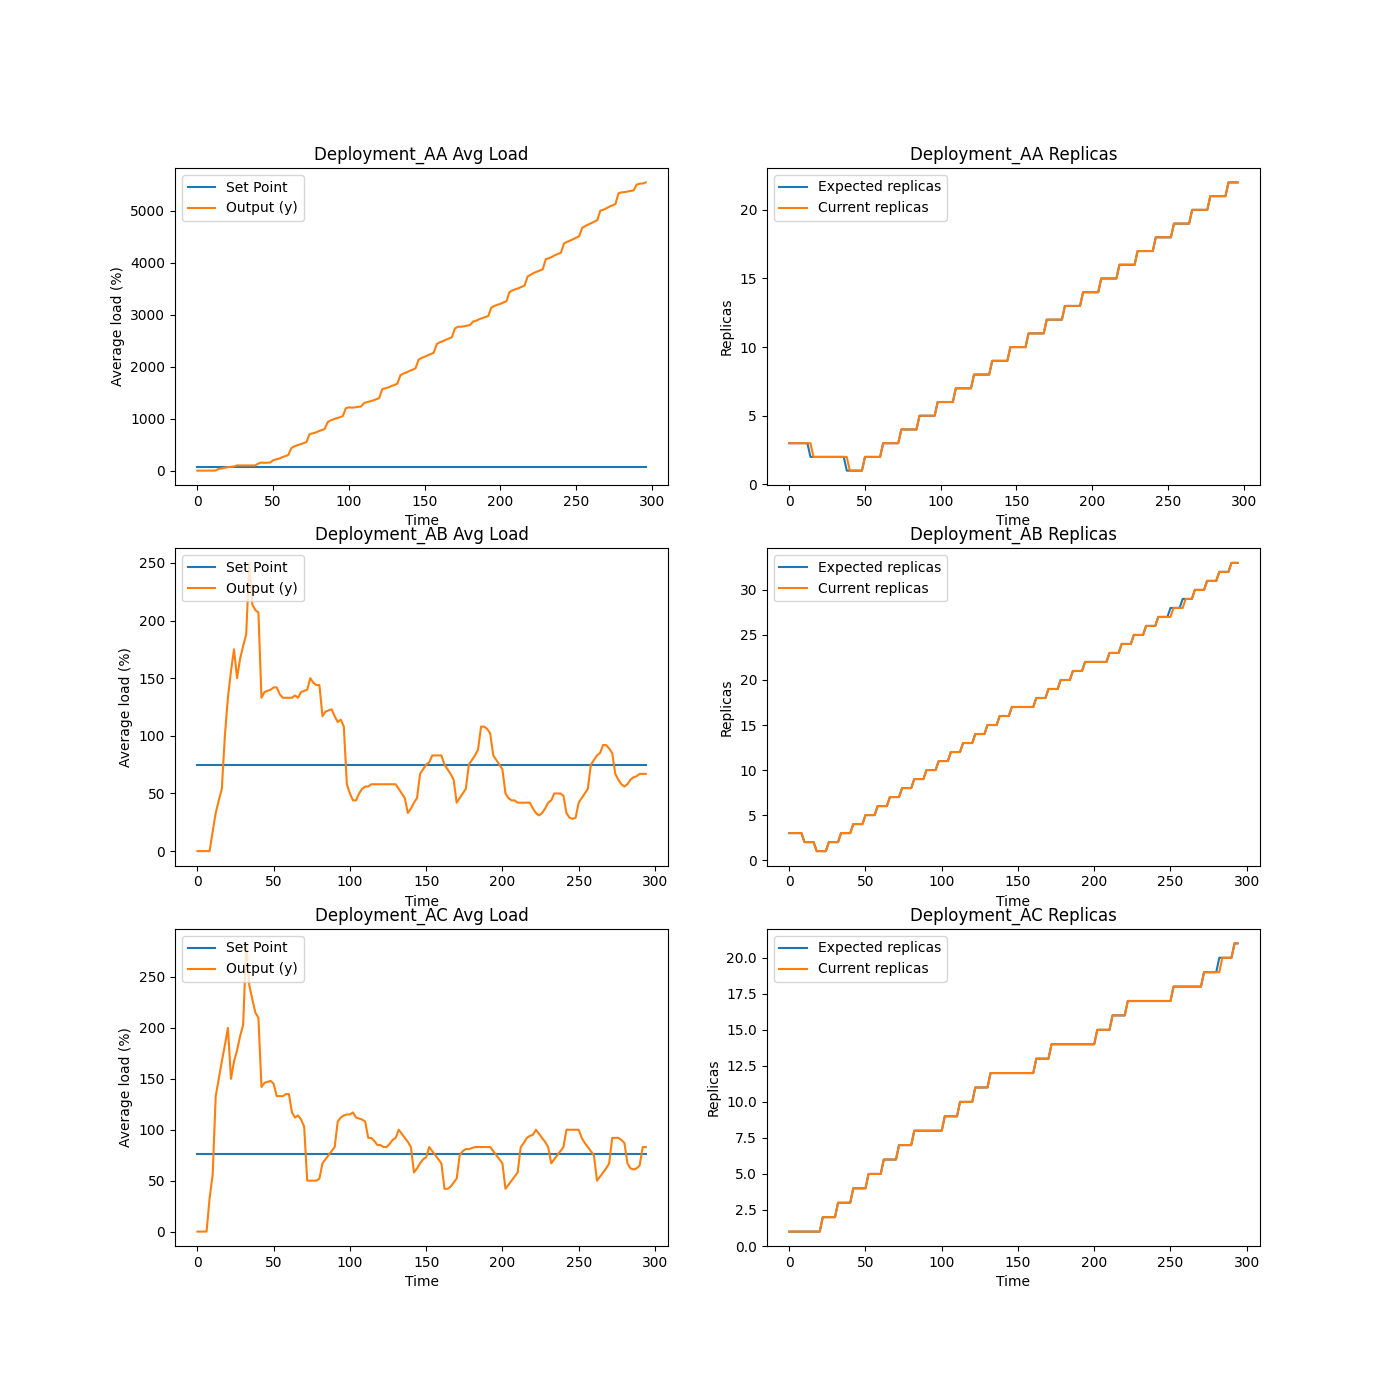 Deployment_AA Avg Load
Set Point
Output (y)
Average load (%)
5000
4000
3000
2000
1000
0
0 50 100 150 200 250 300
Time
Deployment_AA Replicas
Expected replicas
Current replicas
Replicas
20
15
10
5
0
0 50 100 150 200 250 300
Time
Deployment_AB Avg Load
Set Point
Output (y)
Average load (%)
250
200
150
100
50
0
0 50 100 150 200 250 300
Time
Deployment_AB Replicas
Expected replicas
Current replicas
Replicas
30
25
20
15
10
5
0
0 50 100 150 200 250 300
Time
Deployment_AC Avg Load
Set Point
Output (y)
Average load (%)
250
200
150
100
50
0
0 50 100 150 200 250 300
Time
Deployment_AC Replicas
Expected replicas
Current replicas
Replicas
20.0
17.5
15.0
12.5
10.0
7.5
5.0
2.5
0.0
0 50 100 150 200 250 300
Time